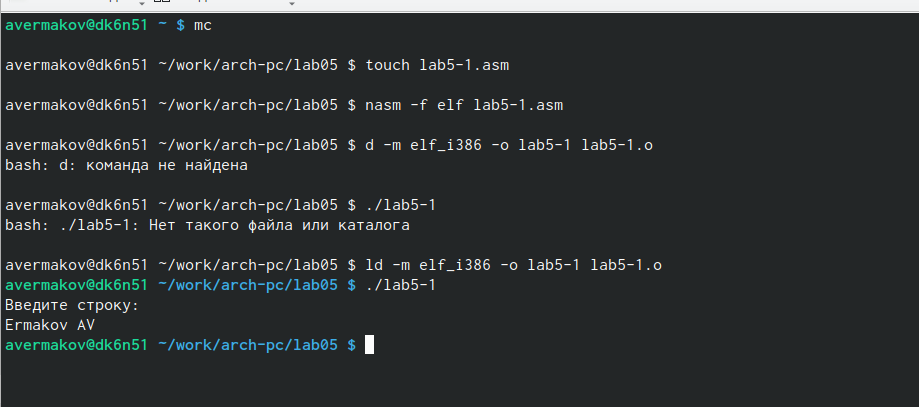 avermakov@dk6n51 ~ $ mc
avermakov@dk6n51 ~/work/arch-pc/lab05 $ touch lab5-1.asm
avermakov@dk6n51 ~/work/arch-pc/lab05 $ nasm -f elf lab5-1.asm
avermakov@dk6n51 ~/work/arch-pc/lab05 $ d -m elf_i386 -o lab5-1 lab5-1.o
bash: d: команда не найдена
avermakov@dk6n51 ~/work/arch-pc/lab05 $ ./lab5-1
bash: ./lab5-1: Нет такого файла или каталога
avermakov@dk6n51 ~/work/arch-pc/lab05 $ ld -m elf_i386 -o lab5-1 lab5-1.o
avermakov@dk6n51 ~/work/arch-pc/lab05 $ ./lab5-1
Введите строку:
Ermakov AV
avermakov@dk6n51 ~/work/arch-pc/lab05 $